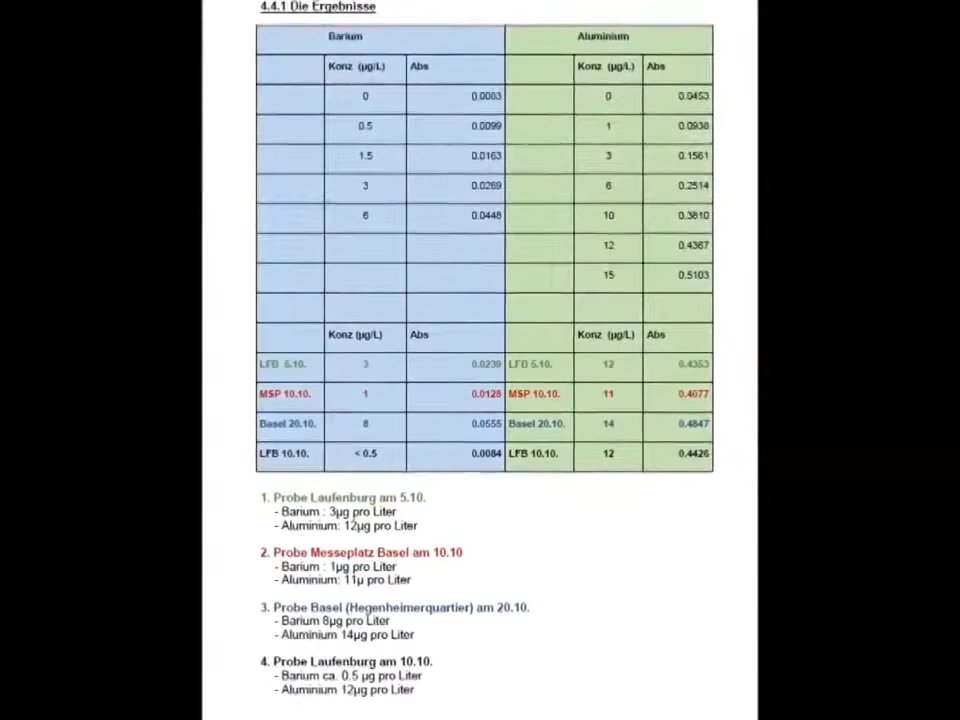 4.4.1 Die Ergebnisse
Barium Aluminium
Konz (µg/L) Abs Konz (µg/L) Abs
0 0.0083 0 0.0453
0.5 0.0099 1 0.0938
1.5 0.0163 3 0.1561
3 0.0269 6 0.2514
6 0.0448 10 0.3810
12 0.4367
15 0.5103
Konz (µg/L) Abs Konz (µg/L) Abs
LFB 5.10. 3 0.0239 LFB 5.10. 12 0.4353
MSP 10.10. 1 0.0128 MSP 10.10. 11 0.4077
Basel 20.10. 8 0.0555 Basel 20.10. 14 0.4847
LFB 10.10. < 0.5 0.0084 LFB 10.10. 12 0.4426
1. Probe Laufenburg am 5.10.
- Barium : 3µg pro Liter
- Aluminium: 12µg pro Liter
2. Probe Messeplatz Basel am 10.10
- Barium : 1µg pro Liter
- Aluminium: 11µ pro Liter
3. Probe Basel (Hegenheimerquartier) am 20.10.
- Barium 8µg pro Liter
- Aluminium 14µg pro Liter
4. Probe Laufenburg am 10.10.
- Barium ca. 0.5 µg pro Liter
- Aluminium 12µg pro Liter